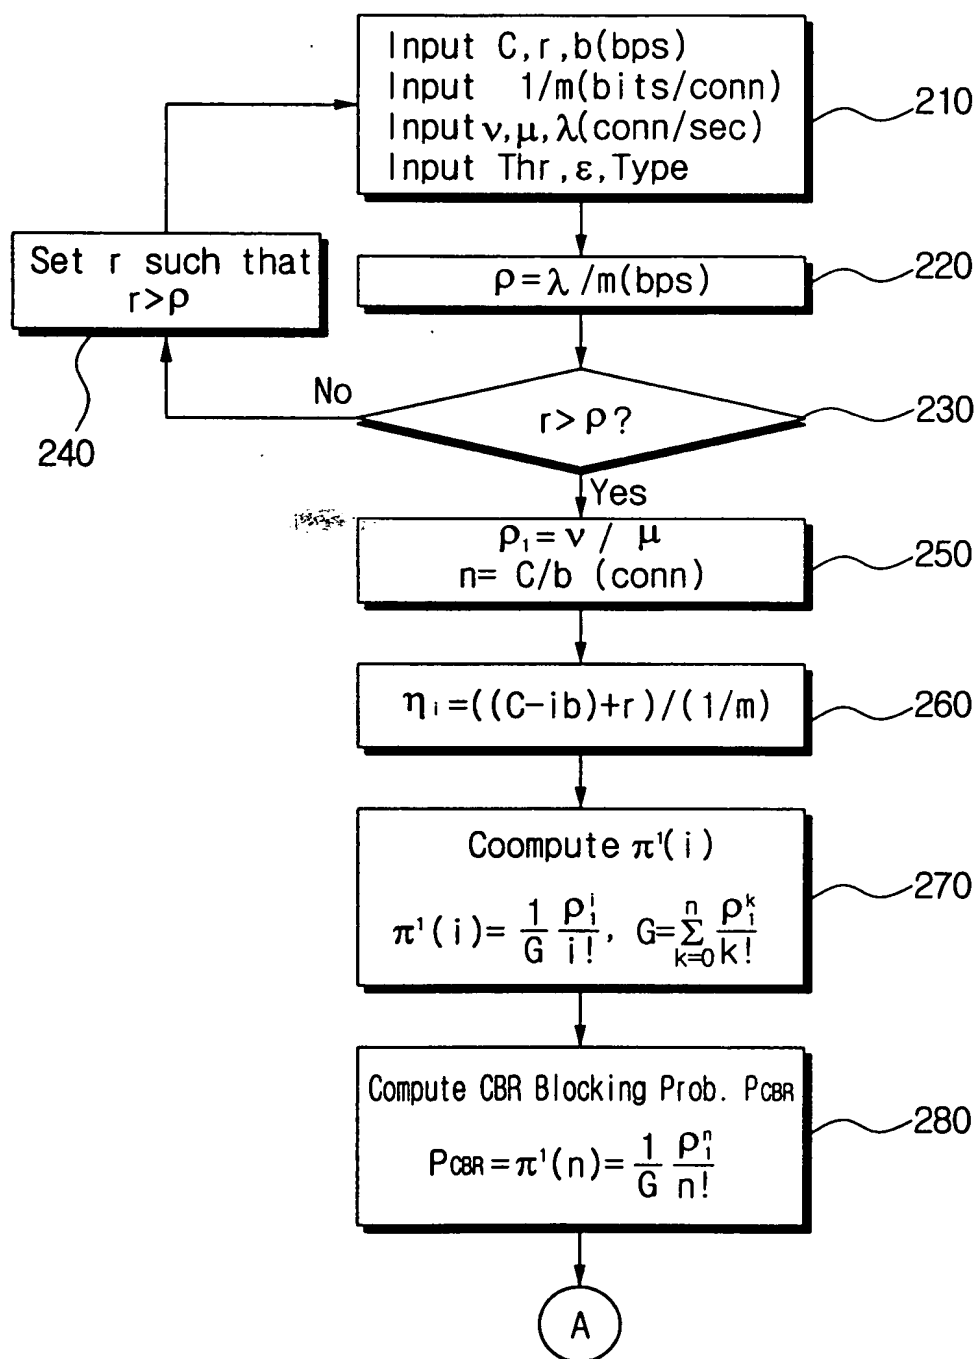 Input C,r,b(bps)
Input 1/m(bits/conn)
Input ν,μ,λ(conn/sec)
Input Thr,ε,Type
210
Set r such that
r>ρ
240
ρ=λ/m(bps)
220
r>ρ?
230
No
Yes
ρ₁=ν / μ
n= C/b (conn)
250
ηᵢ=((C-ib)+r)/(1/m)
260
Coompute π¹(i)
π¹(i)= 1/G ρ₁ⁱ/i!, G=∑ₖ₌₀ⁿ ρ₁ᵏ/k!
270
Compute CBR Blocking Prob. PCBR
PCBR=π¹(n)= 1/G ρ₁ⁿ/n!
280
A